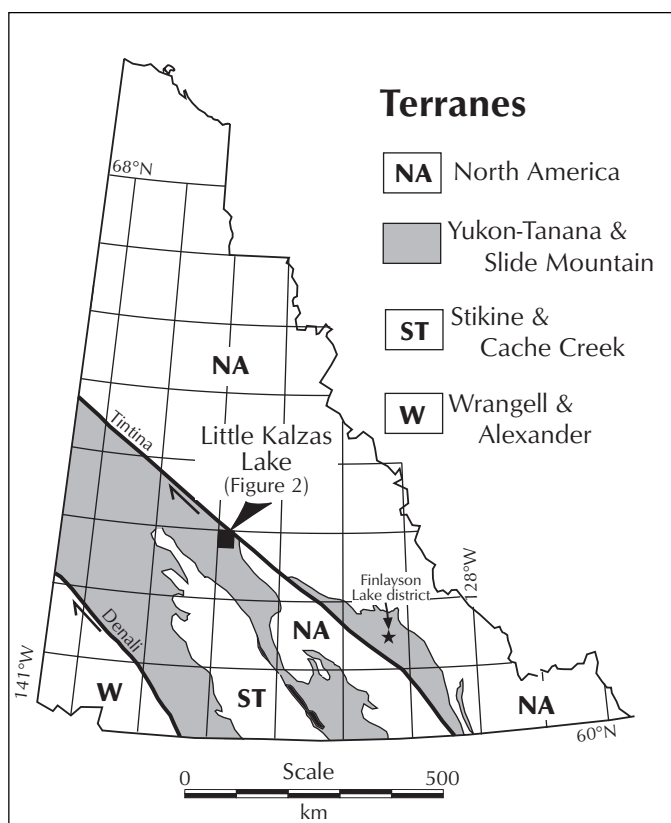 Terranes
NA North America
Yukon-Tanana &
Slide Mountain
ST Stikine &
Cache Creek
W Wrangell &
Alexander
68°N
NA
Tintina
Little Kalzas
Lake
(Figure 2)
Finlayson
Lake district
128°W
NA
Denali
141°W
W
ST
NA
60°N
Scale
0 500
km